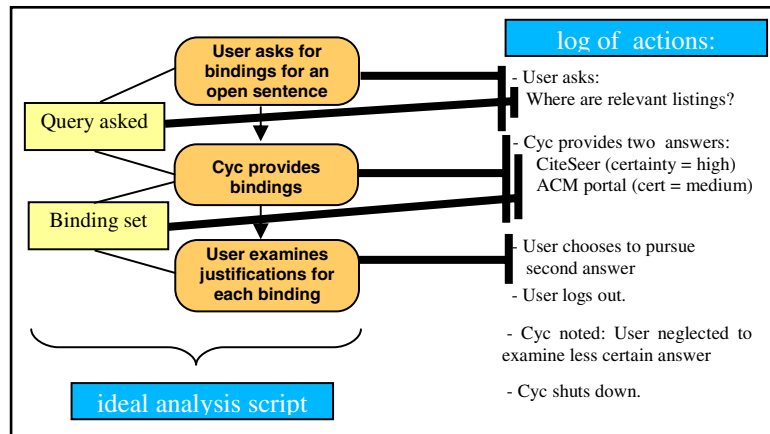 User asks for
bindings for an
open sentence
Query asked
Cyc provides
bindings
Binding set
User examines
justifications for
each binding
ideal analysis script
log of actions:
- User asks:
Where are relevant listings?
- Cyc provides two answers:
CiteSeer (certainty = high)
ACM portal (cert = medium)
- User chooses to pursue
second answer
- User logs out.
- Cyc noted: User neglected to
examine less certain answer
- Cyc shuts down.